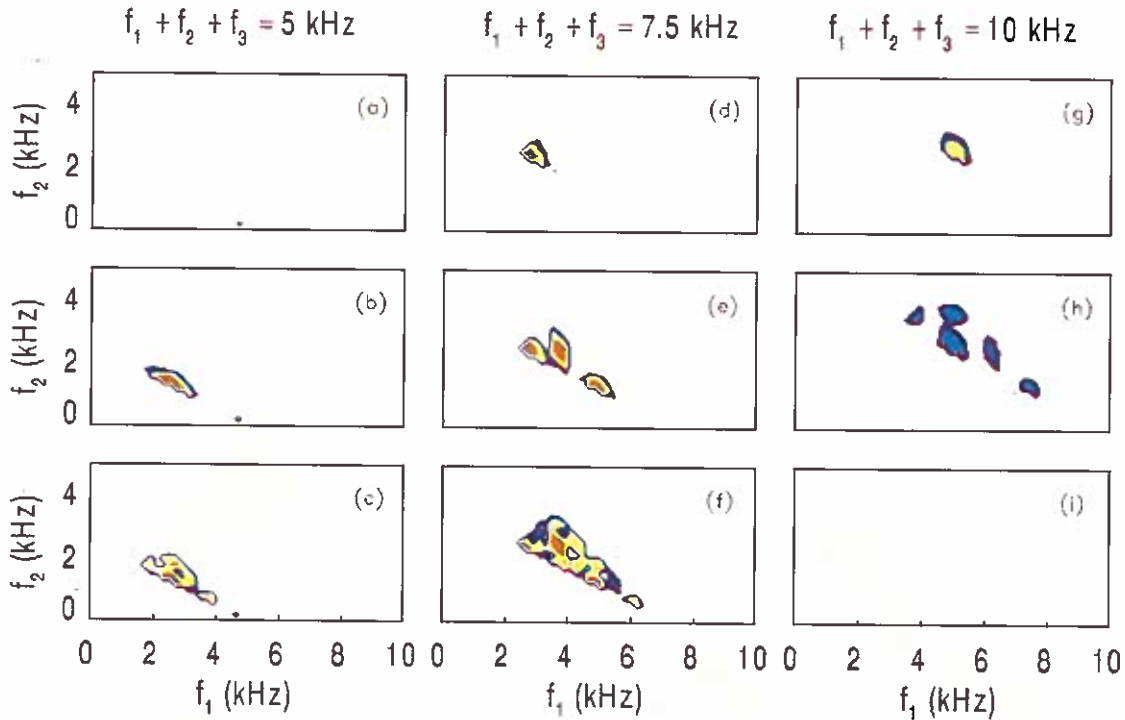 f₁ + f₂ + f₃ = 5 kHz
f₁ + f₂ + f₃ = 7.5 kHz
f₁ + f₂ + f₃ = 10 kHz
f₂ (kHz)
4
2
0
(a)
(d)
(g)
f₂ (kHz)
4
2
0
(b)
(e)
(h)
f₂ (kHz)
4
2
0
(c)
(f)
(i)
0 2 4 6 8 10
0 2 4 6 8 10
0 2 4 6 8 10
f₁ (kHz)
f₁ (kHz)
f₁ (kHz)